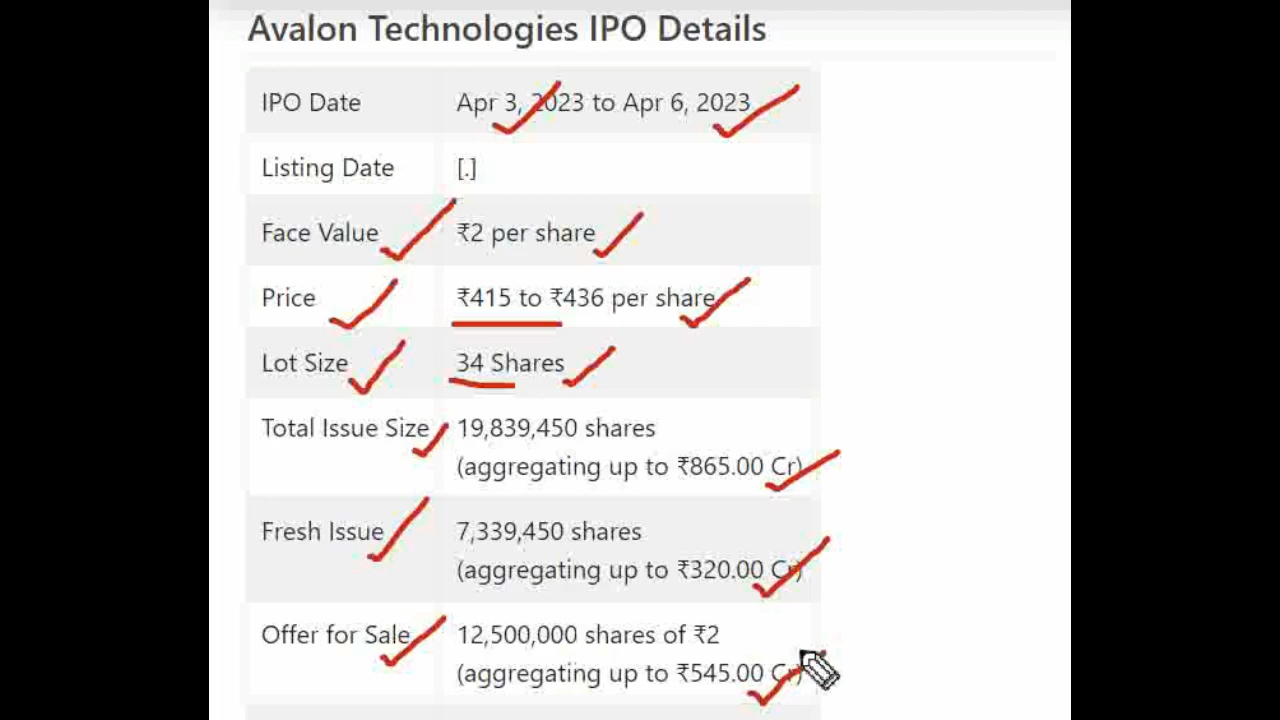 Avalon Technologies IPO Details
IPO Date Apr 3, 2023 to Apr 6, 2023
Listing Date [.]
Face Value ₹2 per share
Price ₹415 to ₹436 per share
Lot Size 34 Shares
Total Issue Size 19,839,450 shares
(aggregating up to ₹865.00 Cr)
Fresh Issue 7,339,450 shares
(aggregating up to ₹320.00 Cr)
Offer for Sale 12,500,000 shares of ₹2
(aggregating up to ₹545.00 Cr)